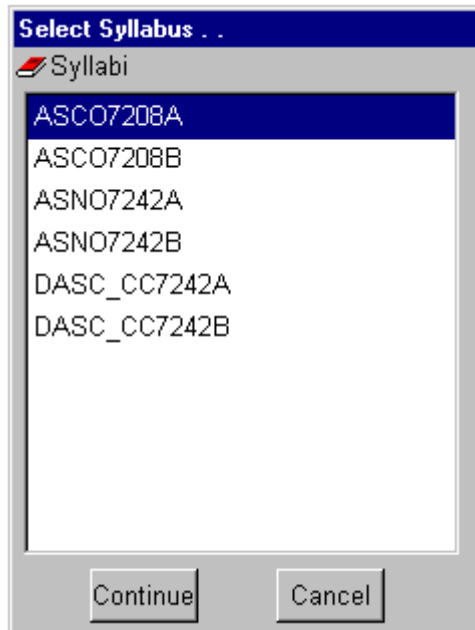 Select Syllabus . .
Syllabi
ASCO7208A
ASCO7208B
ASNO7242A
ASNO7242B
DASC_CC7242A
DASC_CC7242B
Continue Cancel